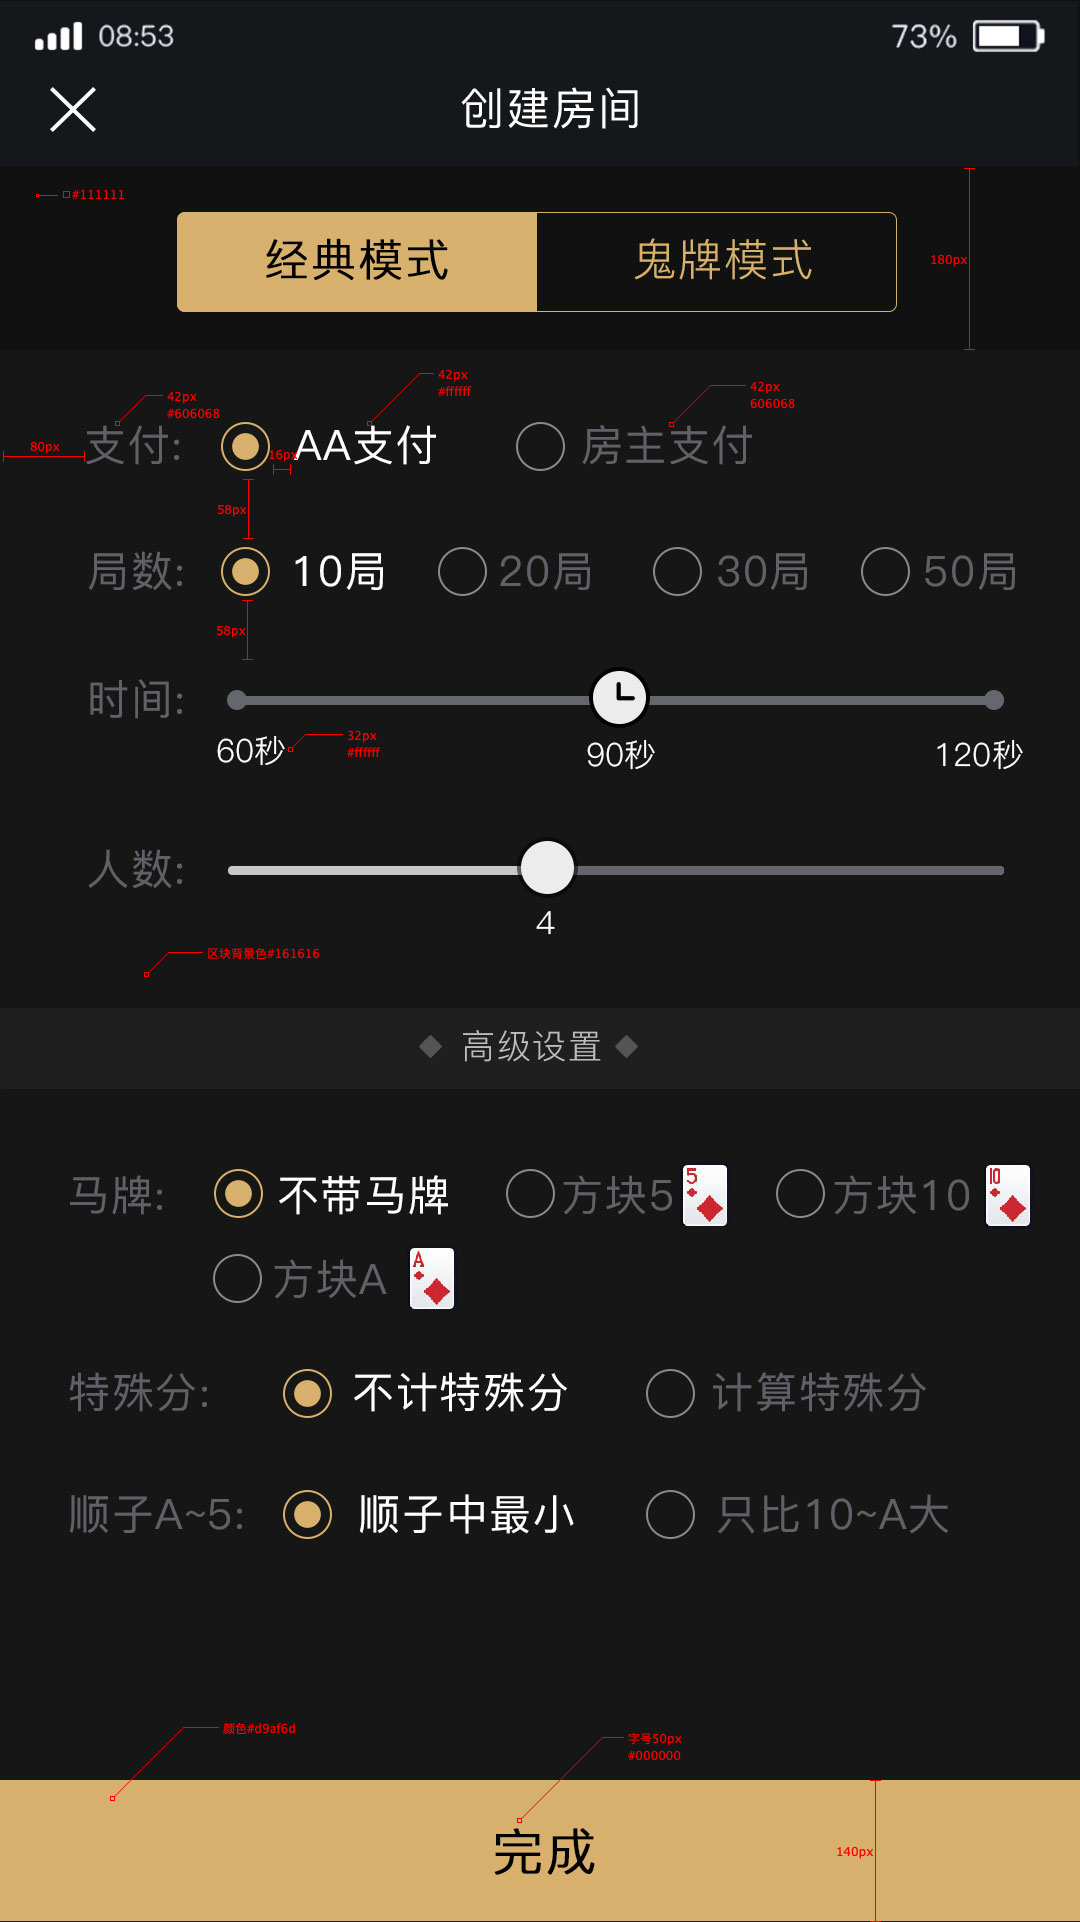 08:53 73%
创建房间
#111111
经典模式 鬼牌模式
180px
42px
#606068
42px
#ffffff
42px
606068
80px
支付: AA支付 房主支付
16px
58px
局数: 10局 20局 30局 50局
58px
时间:
60秒 90秒 120秒
32px
#ffffff
人数:
4
区块背景色#161616
高级设置
马牌: 不带马牌 方块5 5 方块10 10
方块A A
特殊分: 不计特殊分 计算特殊分
顺子A~5: 顺子中最小 只比10~A大
颜色#d9af6d
字号50px
#000000
完成
140px